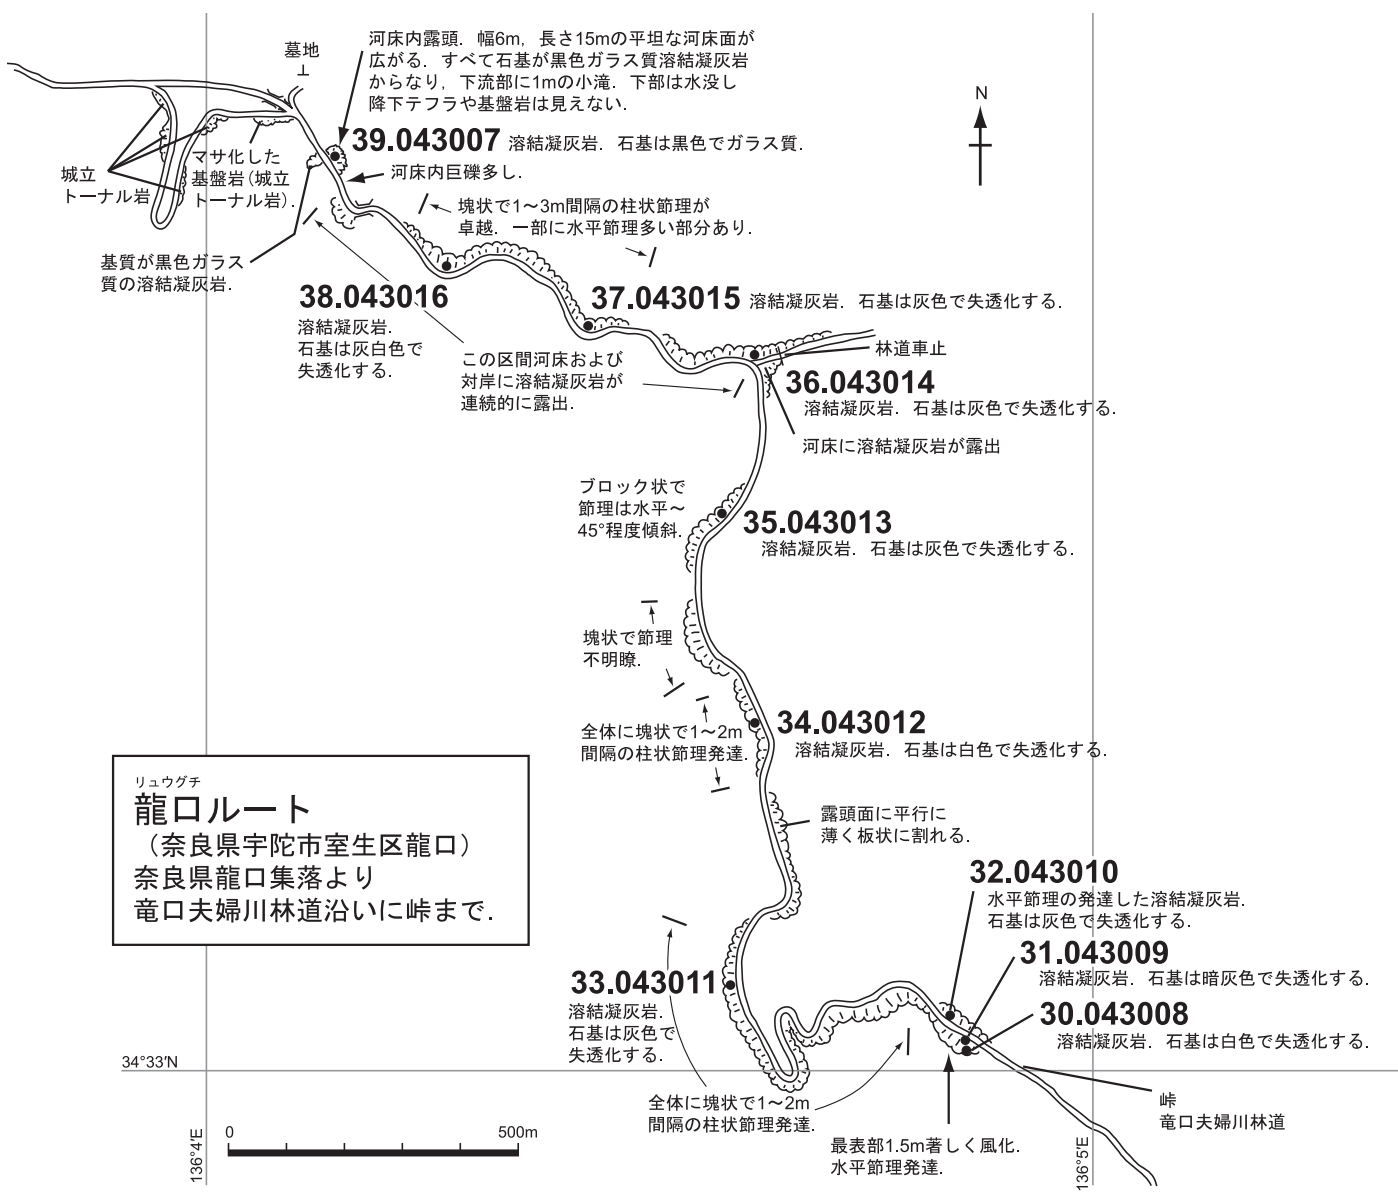 河床内露頭．幅6m，長さ15mの平坦な河床面が
広がる．すべて石基が黒色ガラス質溶結凝灰岩
からなり，下流部に1mの小滝．下部は水没し
降下テフラや基盤岩は見えない．
墓地
N
39.043007 溶結凝灰岩．石基は黒色でガラス質．
河床内巨礫多し．
城立
トーナル岩
マサ化した
基盤岩（城立
トーナル岩）．
塊状で1～3m間隔の柱状節理が
卓越．一部に水平節理多い部分あり．
基質が黒色ガラス
質の溶結凝灰岩．
38.043016
溶結凝灰岩．
石基は灰白色で
失透化する．
37.043015 溶結凝灰岩．石基は灰色で失透化する．
この区間河床および
対岸に溶結凝灰岩が
連続的に露出．
林道車止
36.043014
溶結凝灰岩．石基は灰色で失透化する．
河床に溶結凝灰岩が露出
ブロック状で
節理は水平～
45°程度傾斜．
35.043013
溶結凝灰岩．石基は灰色で失透化する．
塊状で節理
不明瞭．
34.043012
溶結凝灰岩．石基は白色で失透化する．
全体に塊状で1～2m
間隔の柱状節理発達．
リュウグチ
龍口ルート
（奈良県宇陀市室生区龍口）
奈良県龍口集落より
竜口夫婦川林道沿いに峠まで．
露頭面に平行に
薄く板状に割れる．
32.043010
水平節理の発達した溶結凝灰岩．
石基は灰色で失透化する．
31.043009
溶結凝灰岩．石基は暗灰色で失透化する．
30.043008
溶結凝灰岩．石基は白色で失透化する．
33.043011
溶結凝灰岩．
石基は灰色で
失透化する．
34°33′N
全体に塊状で1～2m
間隔の柱状節理発達．
峠
竜口夫婦川林道
最表部1.5m著しく風化．
水平節理発達．
0 500m
136°4′E
136°5′E